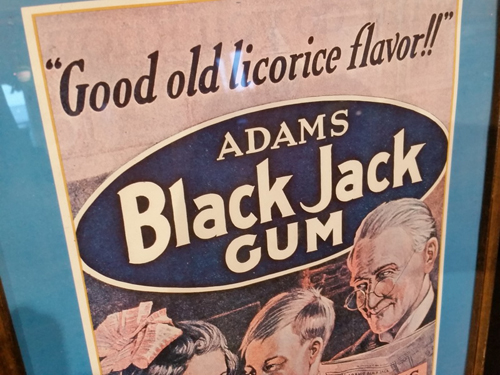 "Good old licorice flavor!!"
ADAMS
Black Jack
GUM